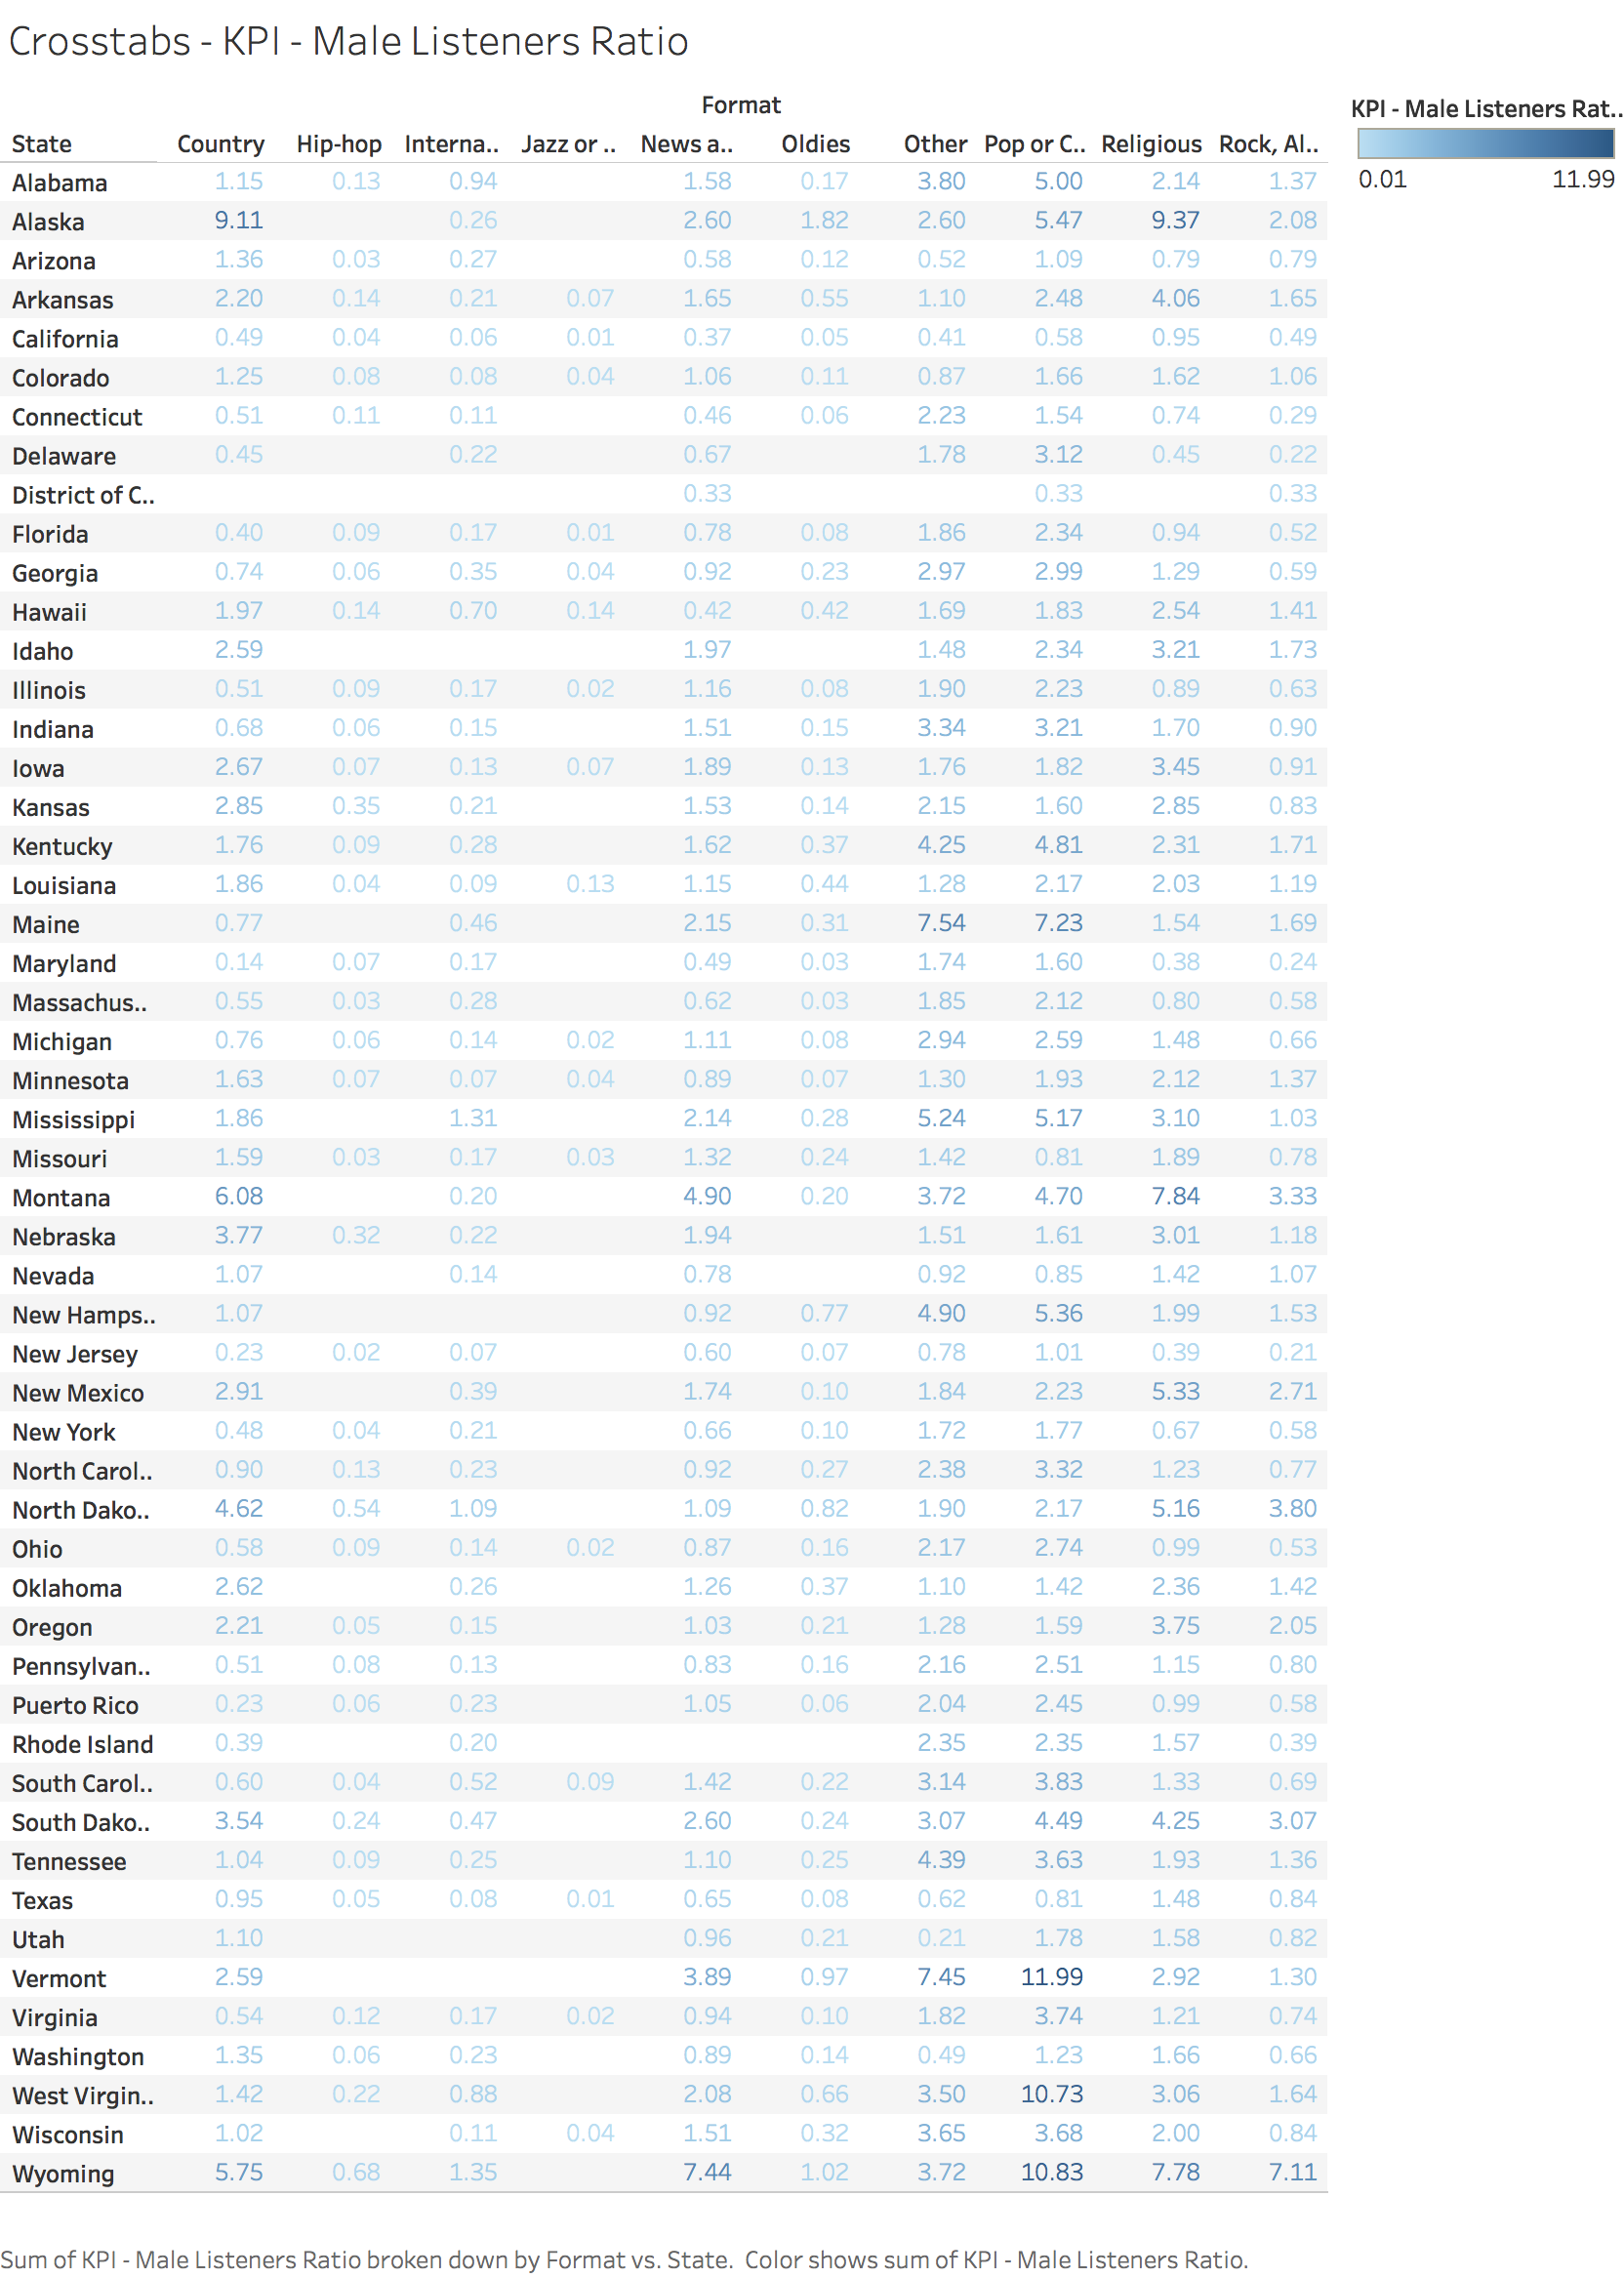 Crosstabs - KPI - Male Listeners Ratio
Format
KPI - Male Listeners Rat..
State Country Hip-hop Interna.. Jazz or .. News a.. Oldies Other Pop or C.. Religious Rock, Al..
0.01 11.99
Alabama 1.15 0.13 0.94 1.58 0.17 3.80 5.00 2.14 1.37
Alaska 9.11 0.26 2.60 1.82 2.60 5.47 9.37 2.08
Arizona 1.36 0.03 0.27 0.58 0.12 0.52 1.09 0.79 0.79
Arkansas 2.20 0.14 0.21 0.07 1.65 0.55 1.10 2.48 4.06 1.65
California 0.49 0.04 0.06 0.01 0.37 0.05 0.41 0.58 0.95 0.49
Colorado 1.25 0.08 0.08 0.04 1.06 0.11 0.87 1.66 1.62 1.06
Connecticut 0.51 0.11 0.11 0.46 0.06 2.23 1.54 0.74 0.29
Delaware 0.45 0.22 0.67 1.78 3.12 0.45 0.22
District of C.. 0.33 0.33 0.33
Florida 0.40 0.09 0.17 0.01 0.78 0.08 1.86 2.34 0.94 0.52
Georgia 0.74 0.06 0.35 0.04 0.92 0.23 2.97 2.99 1.29 0.59
Hawaii 1.97 0.14 0.70 0.14 0.42 0.42 1.69 1.83 2.54 1.41
Idaho 2.59 1.97 1.48 2.34 3.21 1.73
Illinois 0.51 0.09 0.17 0.02 1.16 0.08 1.90 2.23 0.89 0.63
Indiana 0.68 0.06 0.15 1.51 0.15 3.34 3.21 1.70 0.90
Iowa 2.67 0.07 0.13 0.07 1.89 0.13 1.76 1.82 3.45 0.91
Kansas 2.85 0.35 0.21 1.53 0.14 2.15 1.60 2.85 0.83
Kentucky 1.76 0.09 0.28 1.62 0.37 4.25 4.81 2.31 1.71
Louisiana 1.86 0.04 0.09 0.13 1.15 0.44 1.28 2.17 2.03 1.19
Maine 0.77 0.46 2.15 0.31 7.54 7.23 1.54 1.69
Maryland 0.14 0.07 0.17 0.49 0.03 1.74 1.60 0.38 0.24
Massachus.. 0.55 0.03 0.28 0.62 0.03 1.85 2.12 0.80 0.58
Michigan 0.76 0.06 0.14 0.02 1.11 0.08 2.94 2.59 1.48 0.66
Minnesota 1.63 0.07 0.07 0.04 0.89 0.07 1.30 1.93 2.12 1.37
Mississippi 1.86 1.31 2.14 0.28 5.24 5.17 3.10 1.03
Missouri 1.59 0.03 0.17 0.03 1.32 0.24 1.42 0.81 1.89 0.78
Montana 6.08 0.20 4.90 0.20 3.72 4.70 7.84 3.33
Nebraska 3.77 0.32 0.22 1.94 1.51 1.61 3.01 1.18
Nevada 1.07 0.14 0.78 0.92 0.85 1.42 1.07
New Hamps.. 1.07 0.92 0.77 4.90 5.36 1.99 1.53
New Jersey 0.23 0.02 0.07 0.60 0.07 0.78 1.01 0.39 0.21
New Mexico 2.91 0.39 1.74 0.10 1.84 2.23 5.33 2.71
New York 0.48 0.04 0.21 0.66 0.10 1.72 1.77 0.67 0.58
North Carol.. 0.90 0.13 0.23 0.92 0.27 2.38 3.32 1.23 0.77
North Dako.. 4.62 0.54 1.09 1.09 0.82 1.90 2.17 5.16 3.80
Ohio 0.58 0.09 0.14 0.02 0.87 0.16 2.17 2.74 0.99 0.53
Oklahoma 2.62 0.26 1.26 0.37 1.10 1.42 2.36 1.42
Oregon 2.21 0.05 0.15 1.03 0.21 1.28 1.59 3.75 2.05
Pennsylvan.. 0.51 0.08 0.13 0.83 0.16 2.16 2.51 1.15 0.80
Puerto Rico 0.23 0.06 0.23 1.05 0.06 2.04 2.45 0.99 0.58
Rhode Island 0.39 0.20 2.35 2.35 1.57 0.39
South Carol.. 0.60 0.04 0.52 0.09 1.42 0.22 3.14 3.83 1.33 0.69
South Dako.. 3.54 0.24 0.47 2.60 0.24 3.07 4.49 4.25 3.07
Tennessee 1.04 0.09 0.25 1.10 0.25 4.39 3.63 1.93 1.36
Texas 0.95 0.05 0.08 0.01 0.65 0.08 0.62 0.81 1.48 0.84
Utah 1.10 0.96 0.21 0.21 1.78 1.58 0.82
Vermont 2.59 3.89 0.97 7.45 11.99 2.92 1.30
Virginia 0.54 0.12 0.17 0.02 0.94 0.10 1.82 3.74 1.21 0.74
Washington 1.35 0.06 0.23 0.89 0.14 0.49 1.23 1.66 0.66
West Virgin.. 1.42 0.22 0.88 2.08 0.66 3.50 10.73 3.06 1.64
Wisconsin 1.02 0.11 0.04 1.51 0.32 3.65 3.68 2.00 0.84
Wyoming 5.75 0.68 1.35 7.44 1.02 3.72 10.83 7.78 7.11
Sum of KPI - Male Listeners Ratio broken down by Format vs. State. Color shows sum of KPI - Male Listeners Ratio.